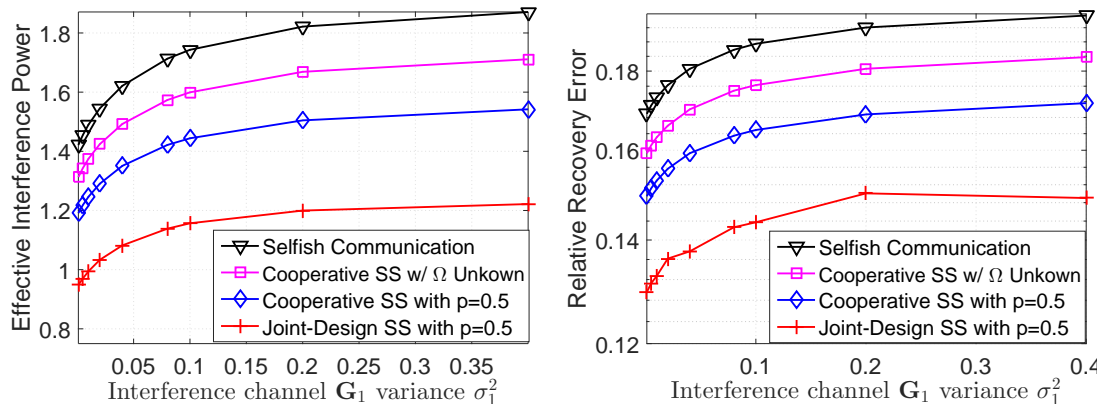 Effective Interference Power
1.8
1.6
1.4
1.2
1
0.8
0.05
0.1
0.15
0.2
0.25
0.3
0.35
Interference channel G₁ variance σ₁²
Selfish Communication
Cooperative SS w/ Ω Unkown
Cooperative SS with p=0.5
Joint-Design SS with p=0.5
Relative Recovery Error
0.18
0.16
0.14
0.12
0.1
0.2
0.3
0.4
Interference channel G₁ variance σ₁²
Selfish Communication
Cooperative SS w/ Ω Unkown
Cooperative SS with p=0.5
Joint-Design SS with p=0.5